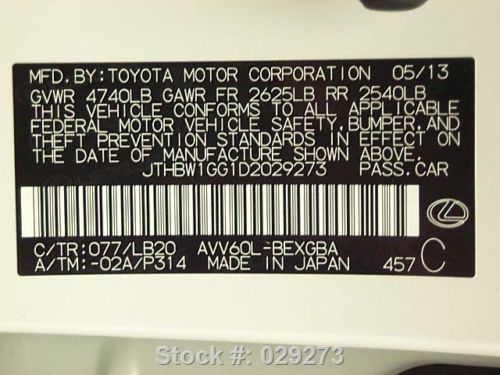 MFD. BY: TOYOTA MOTOR CORPORATION 05/13
GVWR 4740LB GAWR FR 2625LB RR 2540LB
THIS VEHICLE CONFORMS TO ALL APPLICABLE
FEDERAL MOTOR VEHICLE SAFETY, BUMPER, AND
THEFT PREVENTION STANDARDS IN EFFECT ON
THE DATE OF MANUFACTURE SHOWN ABOVE.
JTHBW1GG1D2029273 PASS. CAR
C/TR: 077/LB20 AVV60L-BEXGBA
A/TM: -02A/P314 MADE IN JAPAN 457 C
Stock #: 029273